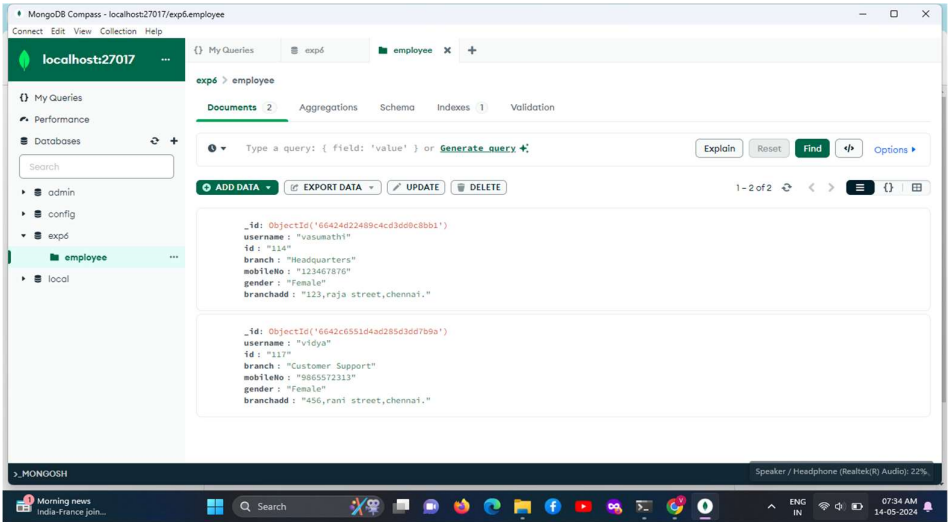 MongoDB Compass - localhost:27017/exp6.employee
Connect Edit View Collection Help
localhost:27017 ...
{} My Queries
exp6
employee
{} My Queries
Performance
Databases
Search
admin
config
exp6
employee ...
local
exp6 > employee
Documents 2 Aggregations Schema Indexes 1 Validation
Type a query: { field: 'value' } or Generate query
Explain Reset Find </> Options
ADD DATA EXPORT DATA UPDATE DELETE
1 – 2 of 2 {}
_id: ObjectId('66424d22489c4cd3dd0c8bb1')
username : "vasumathi"
id : "114"
branch : "Headquarters"
mobileNo : "123467876"
gender : "Female"
branchadd : "123,raja street,chennai."
_id: ObjectId('6642c6551d4ad285d3dd7b9a')
username : "vidya"
id : "117"
branch : "Customer Support"
mobileNo : "9865572313"
gender : "Female"
branchadd : "456,rani street,chennai."
>_MONGOSH
Speaker / Headphone (Realtek(R) Audio): 22%
1
Morning news
India-France join...
Search
ENG
IN
07:34 AM
14-05-2024